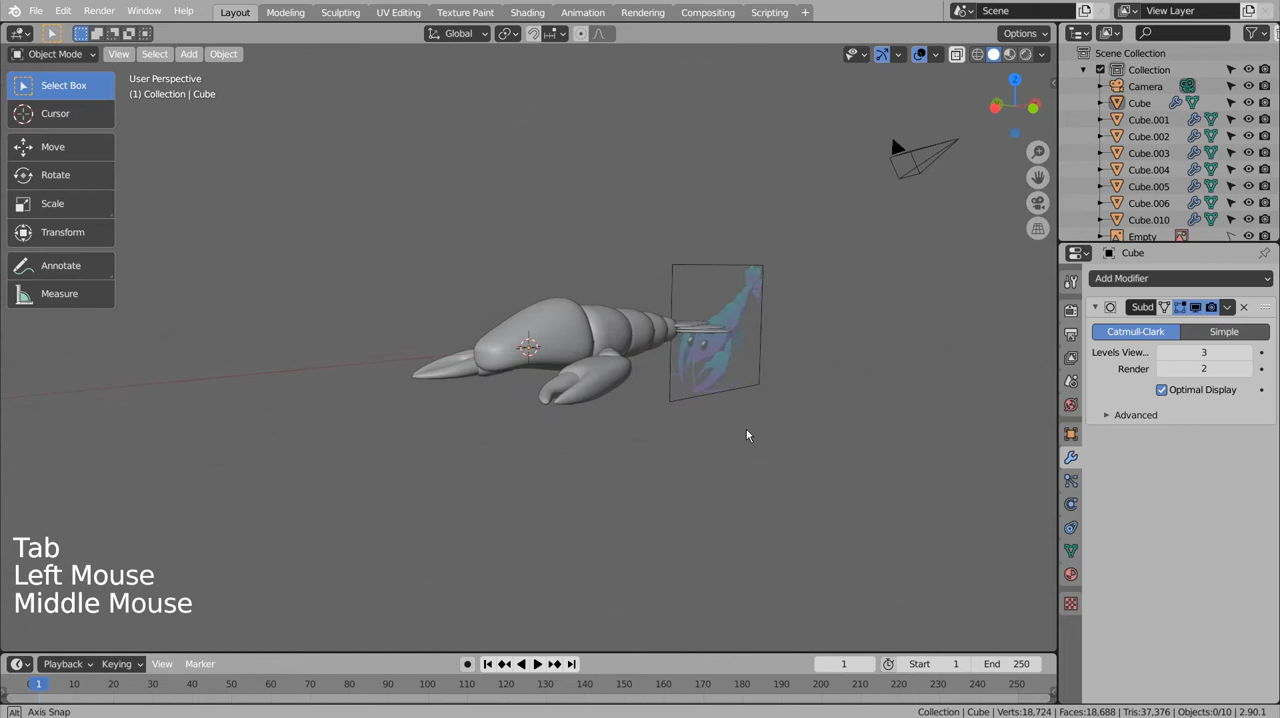 File Edit Render Window Help Layout Modeling Sculpting UV Editing Texture Paint Shading Animation Rendering Compositing Scripting + Scene View Layer
Global Options
Object Mode View Select Add Object
Scene Collection
Collection
Camera
Cube
Cube.001
Cube.002
Cube.003
Cube.004
Cube.005
Cube.006
Cube.010
Empty
Select Box
Cursor
Move
Rotate
Scale
Transform
Annotate
Measure
User Perspective
(1) Collection | Cube
Z
Cube
Add Modifier
Subd
Catmull-Clark Simple
Levels View... 3
Render 2
Optimal Display
Advanced
Tab
Left Mouse
Middle Mouse
Playback Keying View Marker 1 Start 1 End 250
1 10 20 30 40 50 60 70 80 90 100 110 120 130 140 150 160 170 180 190 200 210 220 230 240 250
Alt Axis Snap Collection | Cube | Verts:18,724 | Faces:18,688 | Tris:37,376 | Objects:0/10 | 2.90.1